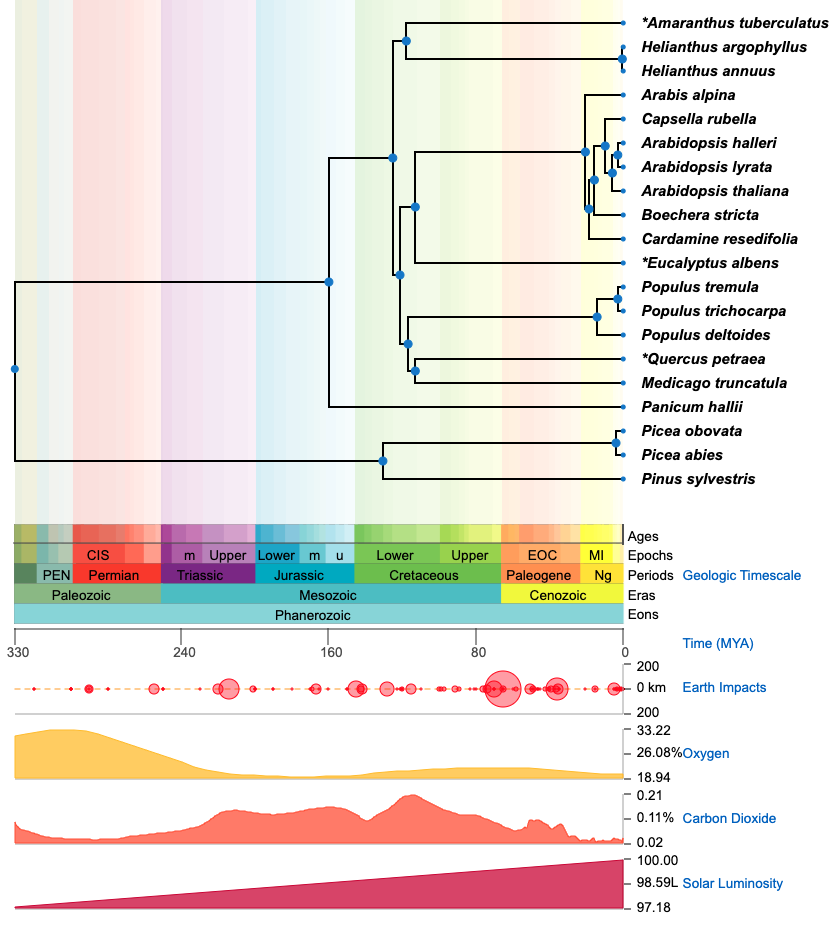 *Amaranthus tuberculatus
Helianthus argophyllus
Helianthus annuus
Arabis alpina
Capsella rubella
Arabidopsis halleri
Arabidopsis lyrata
Arabidopsis thaliana
Boechera stricta
Cardamine resedifolia
*Eucalyptus albens
Populus tremula
Populus trichocarpa
Populus deltoides
*Quercus petraea
Medicago truncatula
Panicum hallii
Picea obovata
Picea abies
Pinus sylvestris
Ages
CIS m Upper Lower m u Lower Upper EOC MI Epochs
PEN Permian Triassic Jurassic Cretaceous Paleogene Ng Periods Geologic Timescale
Paleozoic Mesozoic Cenozoic Eras
Phanerozoic Eons
330 240 160 80 0 Time (MYA)
200
0 km Earth Impacts
200
33.22
26.08% Oxygen
18.94
0.21
0.11% Carbon Dioxide
0.02
100.00
98.59L Solar Luminosity
97.18